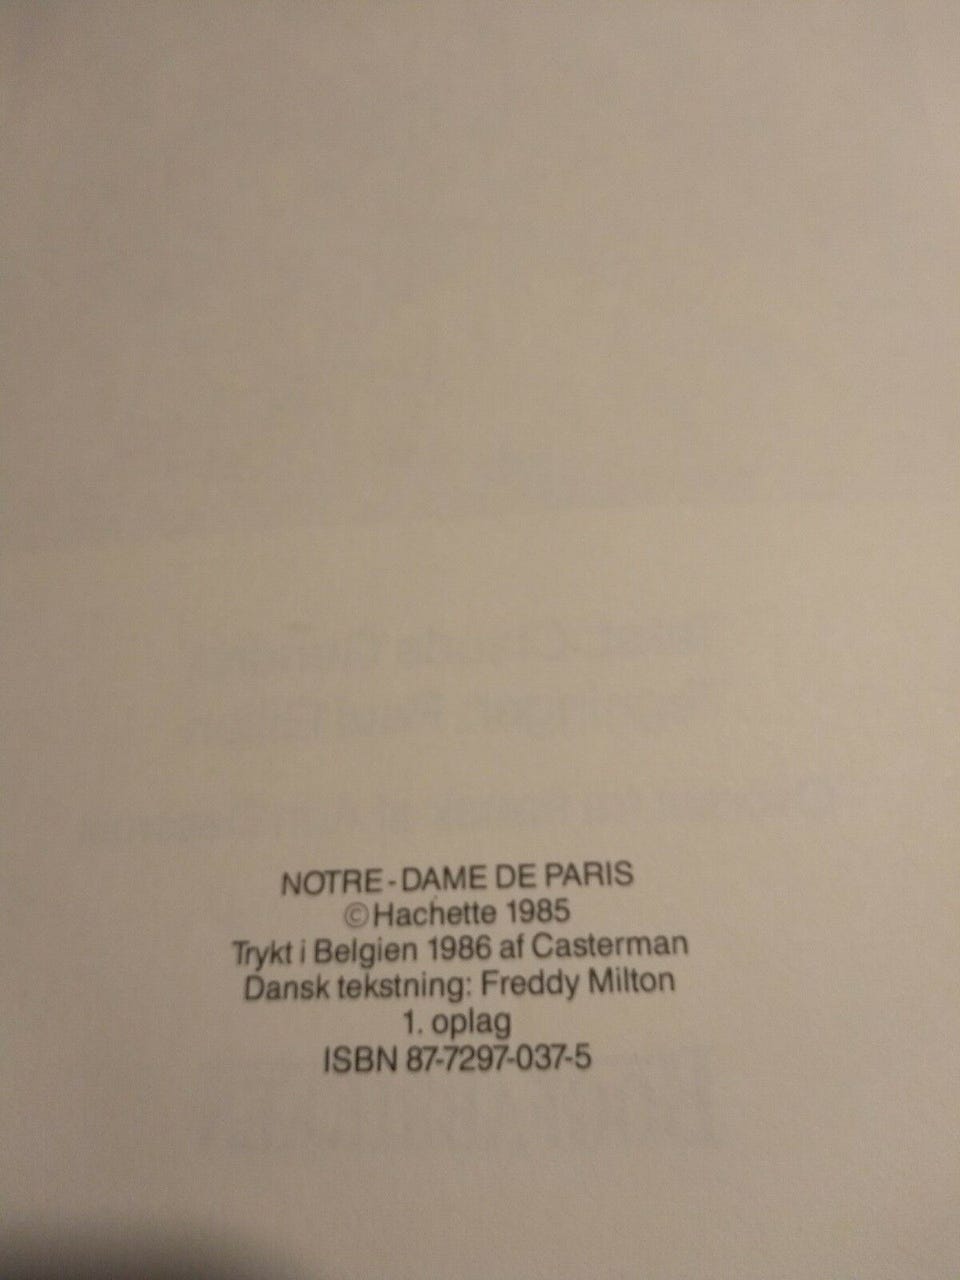 NOTRE-DAME DE PARIS
©Hachette 1985
Trykt i Belgien 1986 af Casterman
Dansk tekstning: Freddy Milton
1. oplag
ISBN 87-7297-037-5